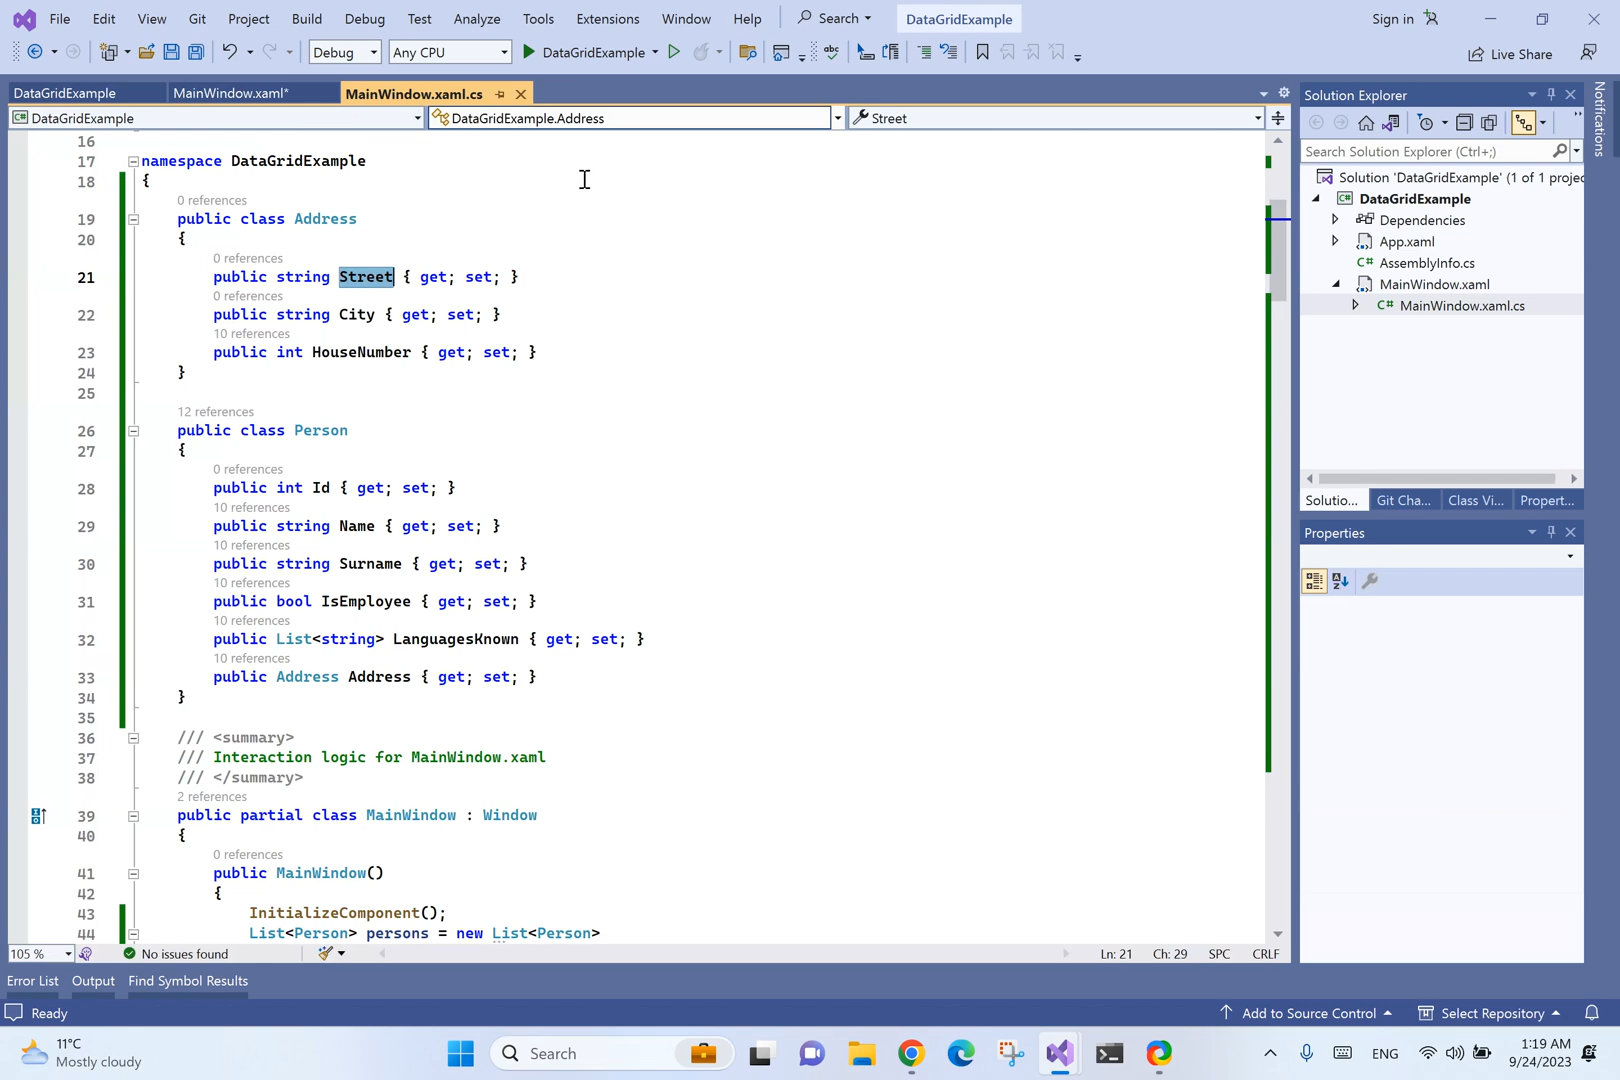 File Edit View Git Project Build Debug Test Analyze Tools Extensions Window Help Search DataGridExample Sign in
Debug Any CPU DataGridExample Live Share
DataGridExample MainWindow.xaml* MainWindow.xaml.cs
DataGridExample DataGridExample.Address Street
16
17 namespace DataGridExample
18 {
0 references
19 public class Address
20 {
0 references
21 public string Street { get; set; }
0 references
22 public string City { get; set; }
10 references
23 public int HouseNumber { get; set; }
24 }
25
12 references
26 public class Person
27 {
0 references
28 public int Id { get; set; }
10 references
29 public string Name { get; set; }
10 references
30 public string Surname { get; set; }
10 references
31 public bool IsEmployee { get; set; }
10 references
32 public List<string> LanguagesKnown { get; set; }
10 references
33 public Address Address { get; set; }
34 }
35
36 /// <summary>
37 /// Interaction logic for MainWindow.xaml
38 /// </summary>
2 references
39 public partial class MainWindow : Window
40 {
0 references
41 public MainWindow()
42 {
43 InitializeComponent();
44 List<Person> persons = new List<Person>
105 % No issues found Ln: 21 Ch: 29 SPC CRLF
Solution Explorer
Search Solution Explorer (Ctrl+;)
Solution 'DataGridExample' (1 of 1 projec
DataGridExample
Dependencies
App.xaml
AssemblyInfo.cs
MainWindow.xaml
MainWindow.xaml.cs
Solutio... Git Cha... Class Vi... Propert...
Properties
Notifications
Error List Output Find Symbol Results
Ready Add to Source Control Select Repository
11°C
Mostly cloudy
Search
ENG
1:19 AM
9/24/2023